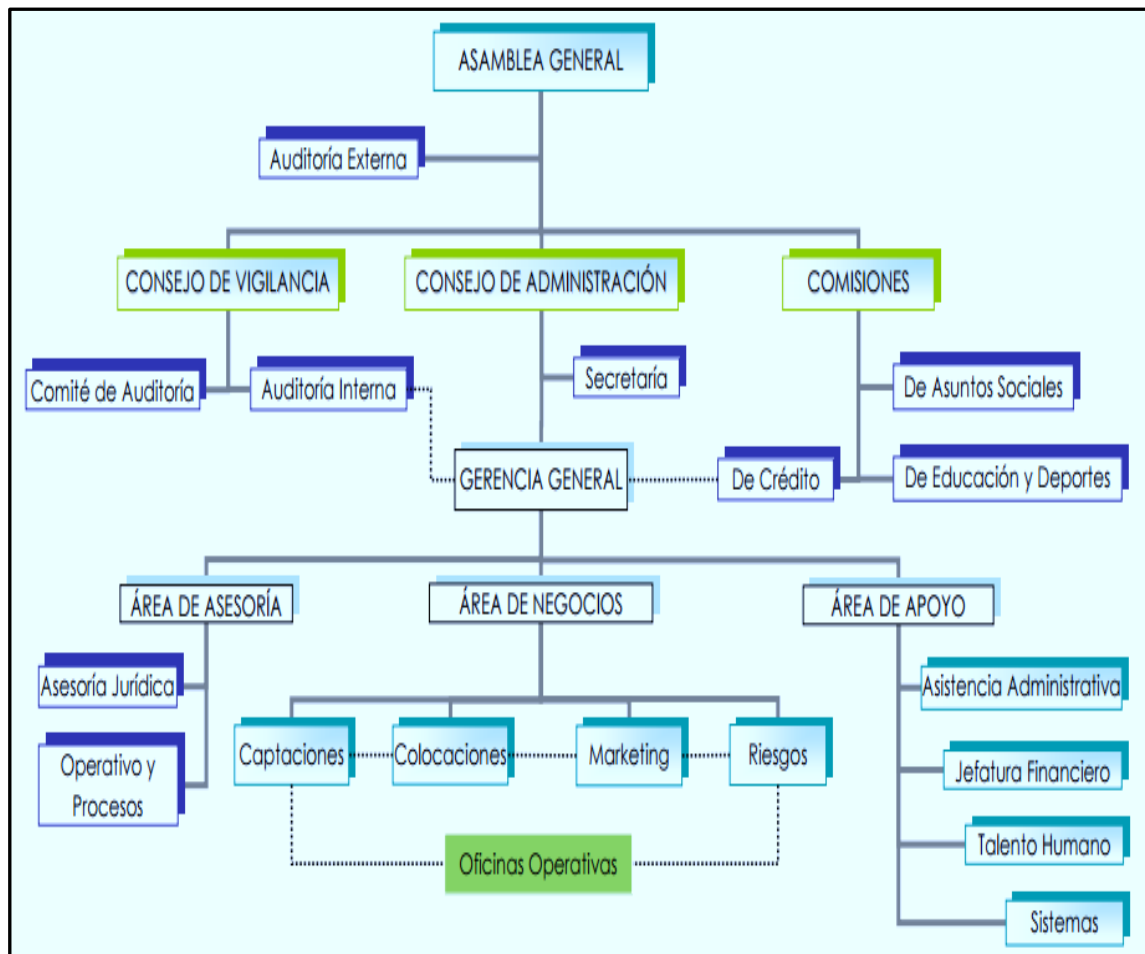 ASAMBLEA GENERAL
Auditoría Externa
CONSEJO DE VIGILANCIA
CONSEJO DE ADMINISTRACIÓN
COMISIONES
Comité de Auditoría
Auditoría Interna
Secretaría
De Asuntos Sociales
GERENCIA GENERAL
De Crédito
De Educación y Deportes
ÁREA DE ASESORÍA
ÁREA DE NEGOCIOS
ÁREA DE APOYO
Asesoría Jurídica
Asistencia Administrativa
Operativo y
Procesos
Captaciones
Colocaciones
Marketing
Riesgos
Jefatura Financiero
Oficinas Operativas
Talento Humano
Sistemas